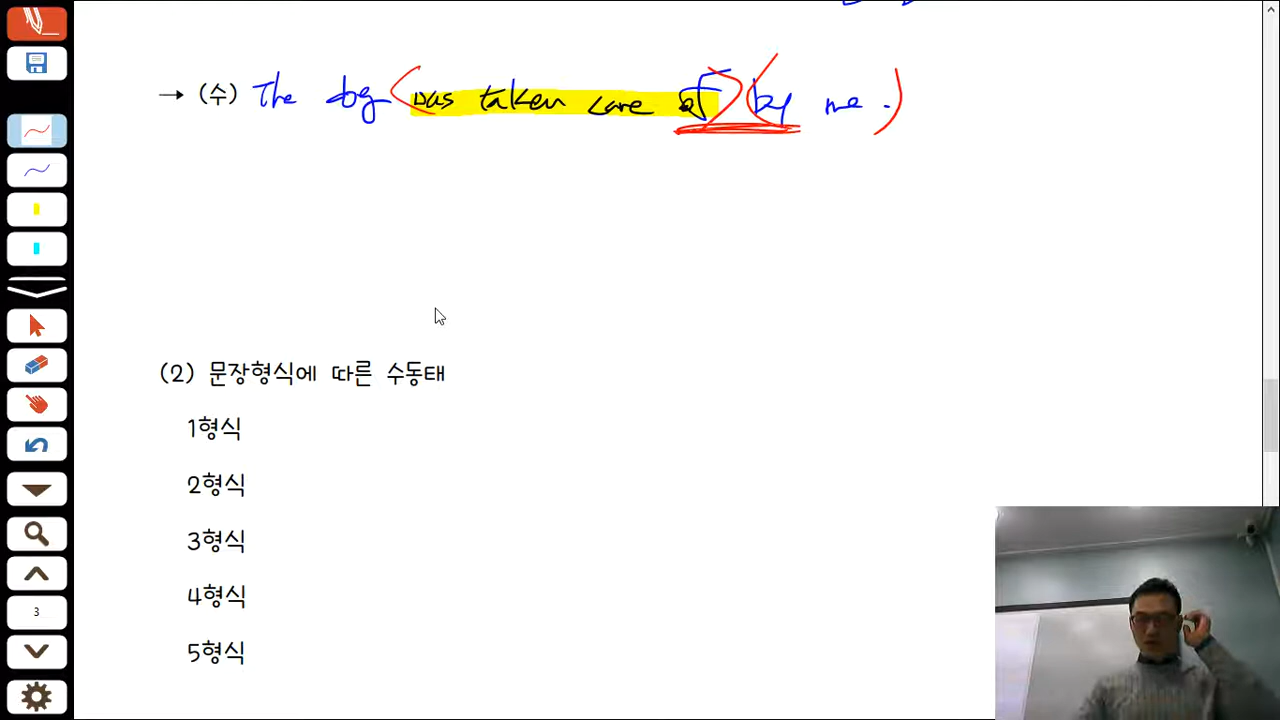 → (수) The dog was taken care of by me.
(2) 문장형식에 따른 수동태
1형식
2형식
3형식
4형식
5형식
3